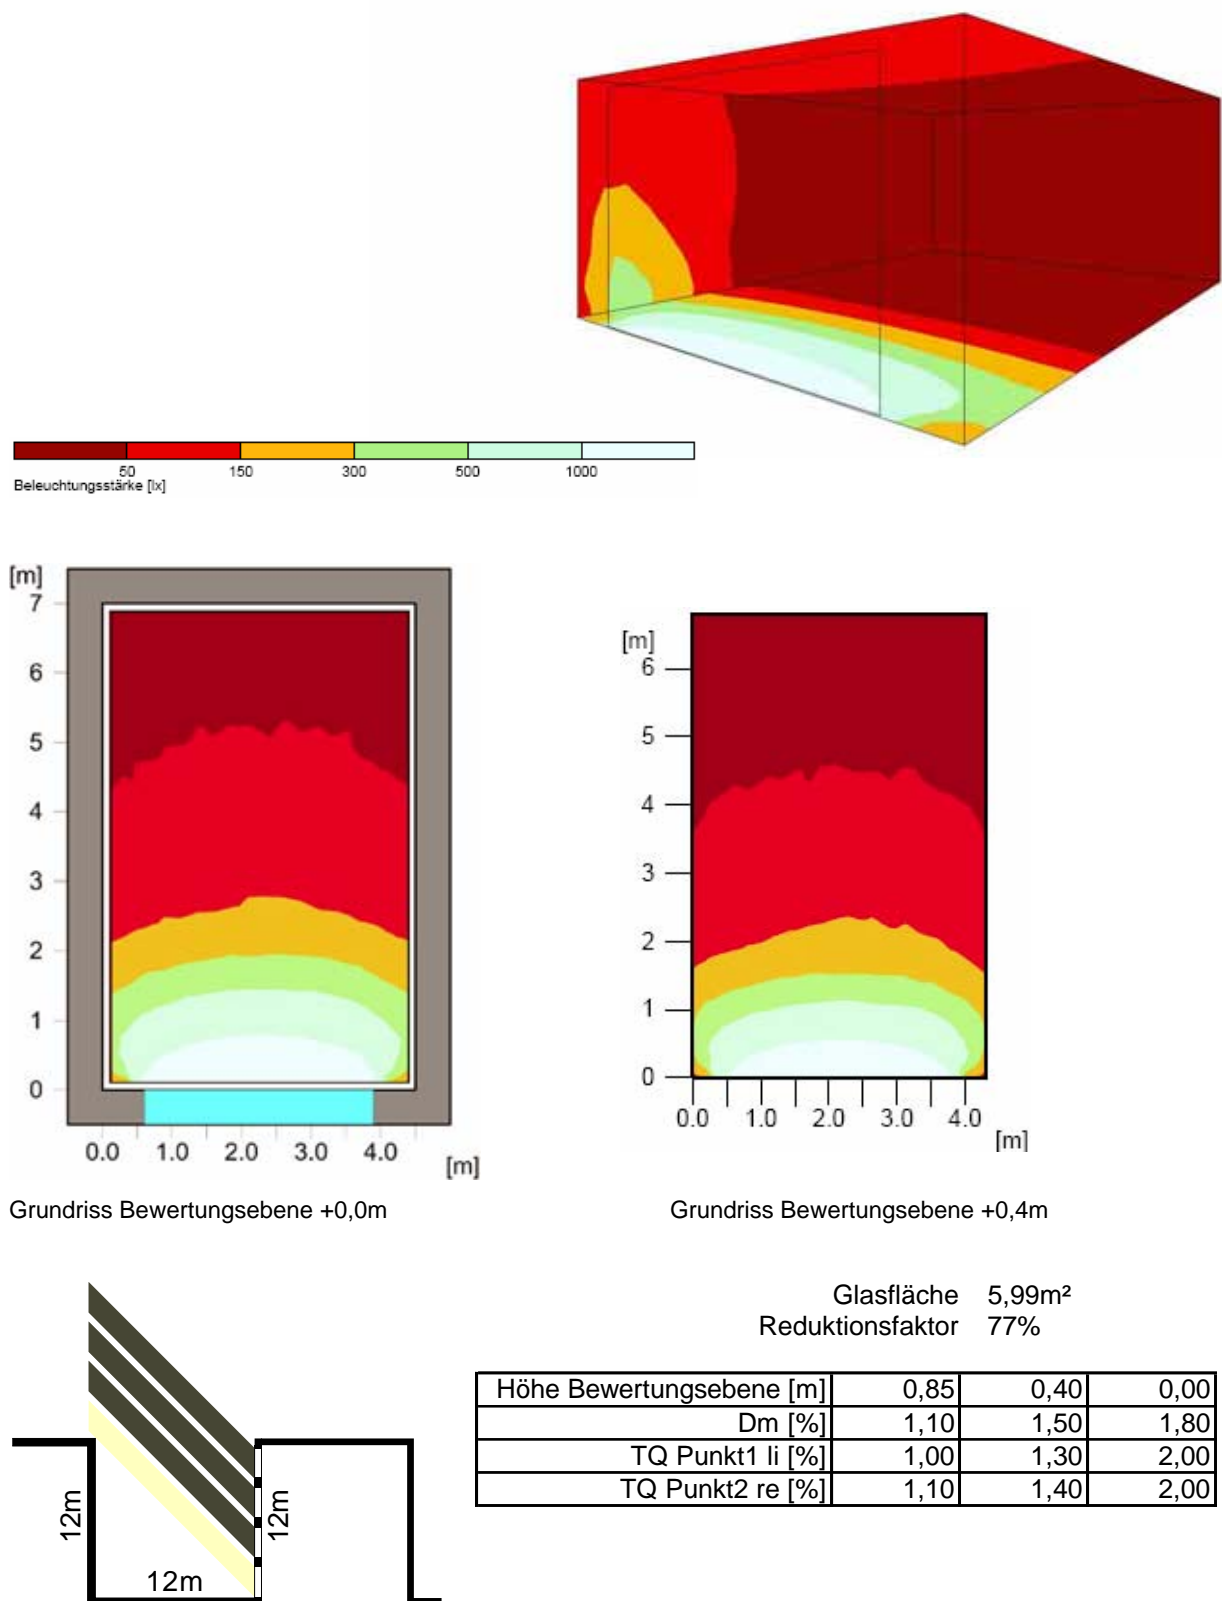 50 150 300 500 1000
Beleuchtungsstärke [lx]
[m]
7
6
5
4
3
2
1
0
0.0 1.0 2.0 3.0 4.0
[m]
[m]
6
5
4
3
2
1
0
0.0 1.0 2.0 3.0 4.0
[m]
Grundriss Bewertungsebene +0,0m
Grundriss Bewertungsebene +0,4m
Glasfläche 5,99m²
Reduktionsfaktor 77%
Höhe Bewertungsebene [m] 0,85 0,40 0,00
Dm [%] 1,10 1,50 1,80
TQ Punkt1 li [%] 1,00 1,30 2,00
TQ Punkt2 re [%] 1,10 1,40 2,00
12m
12m
12m